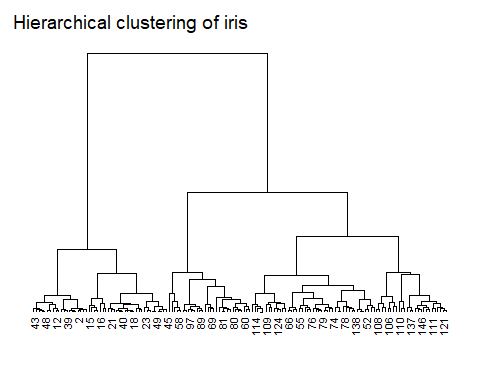 Hierarchical clustering of iris
43 48 12 39 2 15 16 21 40 18 23 49 45 58 97 89 69 81 80 60 114 109 124 66 55 76 79 74 78 138 52 108 106 110 137 146 111 121